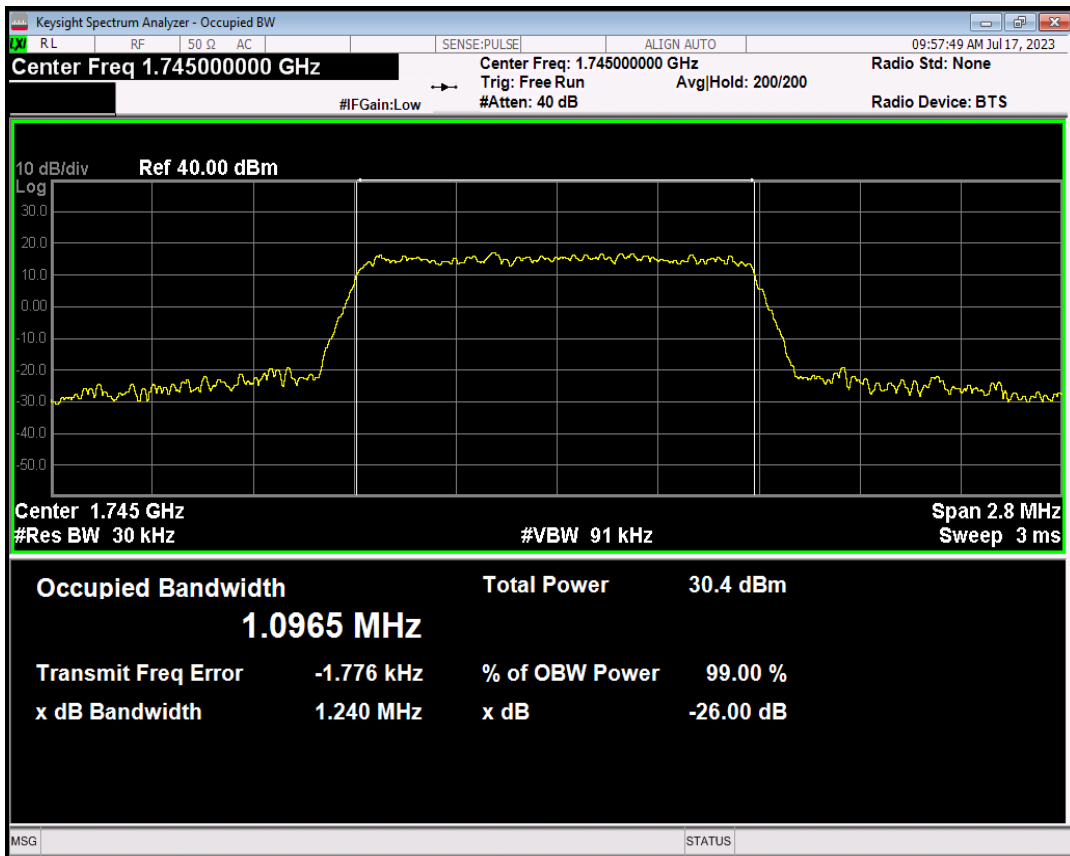 Keysight Spectrum Analyzer - Occupied BW
LXI RL RF 50 Ω AC SENSE:PULSE ALIGN AUTO 09:57:49 AM Jul 17, 2023
Center Freq 1.745000000 GHz Center Freq: 1.745000000 GHz Radio Std: None
Trig: Free Run Avg|Hold: 200/200
#IFGain:Low #Atten: 40 dB Radio Device: BTS
10 dB/div Ref 40.00 dBm
Log
30.0
20.0
10.0
0.00
-10.0
-20.0
-30.0
-40.0
-50.0
Center 1.745 GHz Span 2.8 MHz
#Res BW 30 kHz #VBW 91 kHz Sweep 3 ms
Occupied Bandwidth Total Power 30.4 dBm
1.0965 MHz
Transmit Freq Error -1.776 kHz % of OBW Power 99.00 %
x dB Bandwidth 1.240 MHz x dB -26.00 dB
MSG STATUS